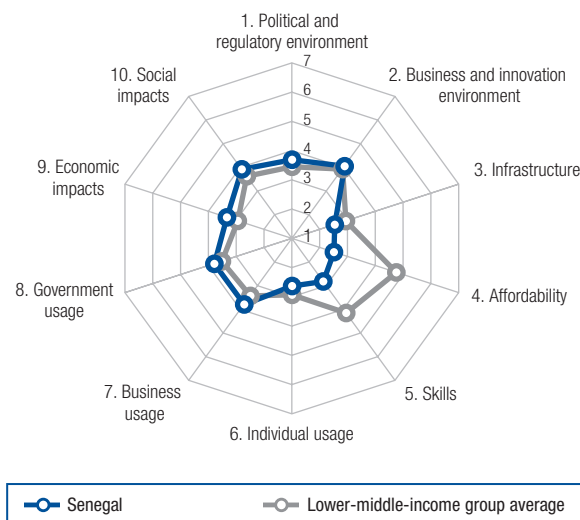 1. Political and
regulatory environment
2. Business and innovation
environment
3. Infrastructure
4. Affordability
5. Skills
6. Individual usage
7. Business
usage
8. Government
usage
9. Economic
impacts
10. Social
impacts
7
6
5
4
3
2
1
Senegal
Lower-middle-income group average